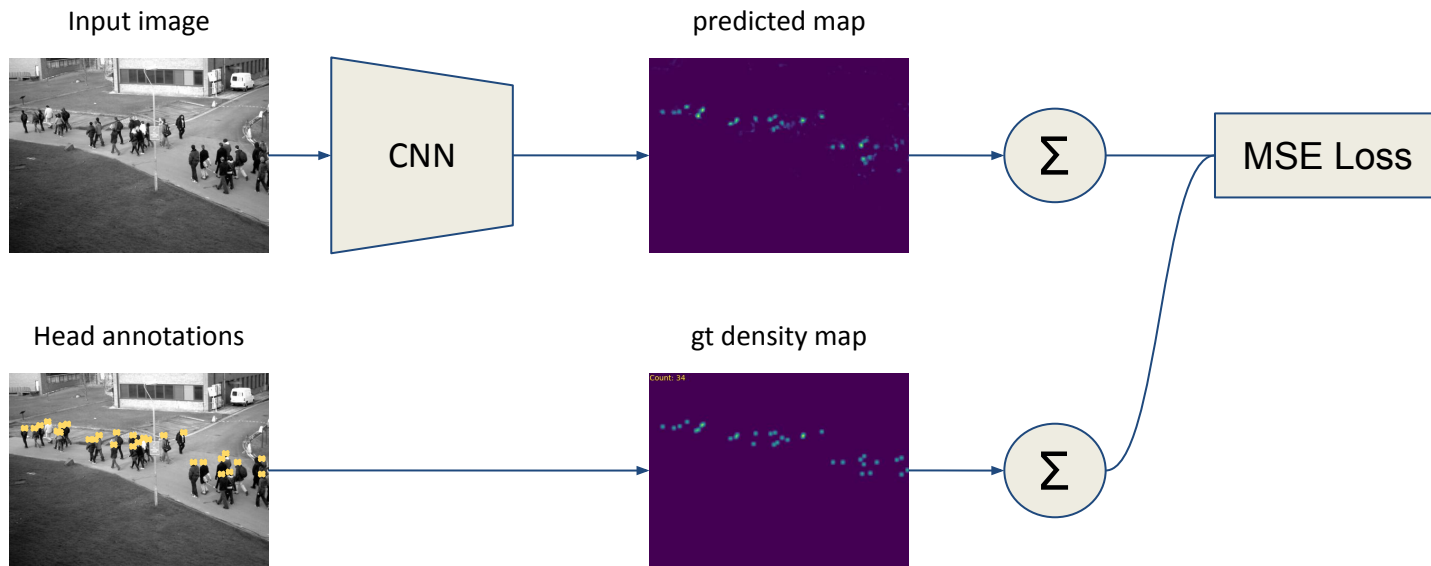 Input image
predicted map
CNN
Σ
MSE Loss
Head annotations
gt density map
Count: 34
Σ